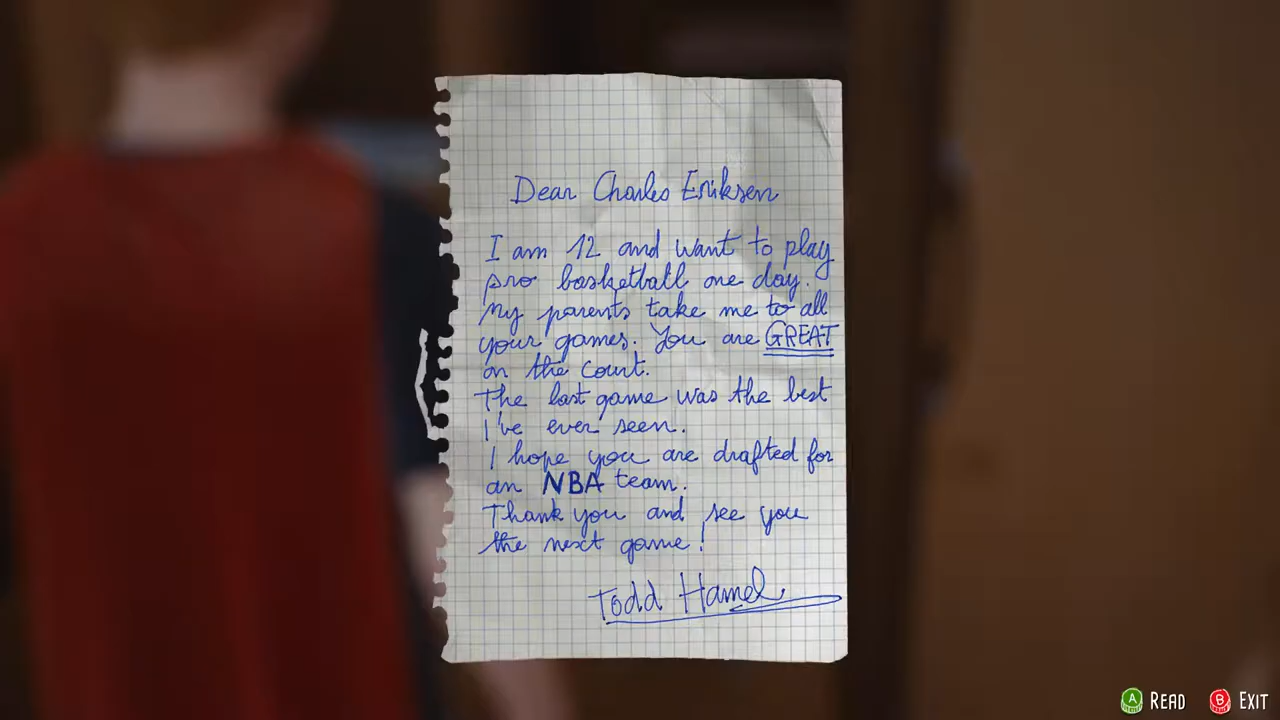 Dear Charles Eriksen
I am 12 and want to play
pro basketball one day.
My parents take me to all
your games. You are GREAT
on the court.
The last game was the best
I've ever seen.
I hope you are drafted for
an NBA team.
Thank you and see you
the next game!
Todd Hamel
A READ B EXIT